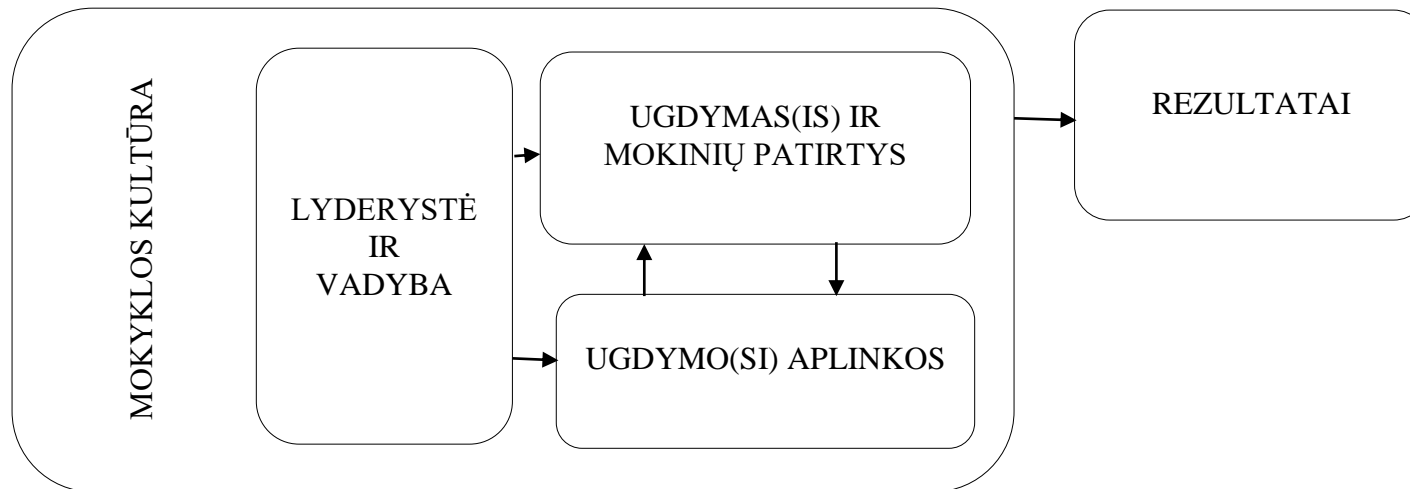 MOKYKLOS KULTŪRA
LYDERYSTĖ
IR
VADYBA
UGDYMAS(IS) IR
MOKINIŲ PATIRTYS
UGDYMO(SI) APLINKOS
REZULTATAI